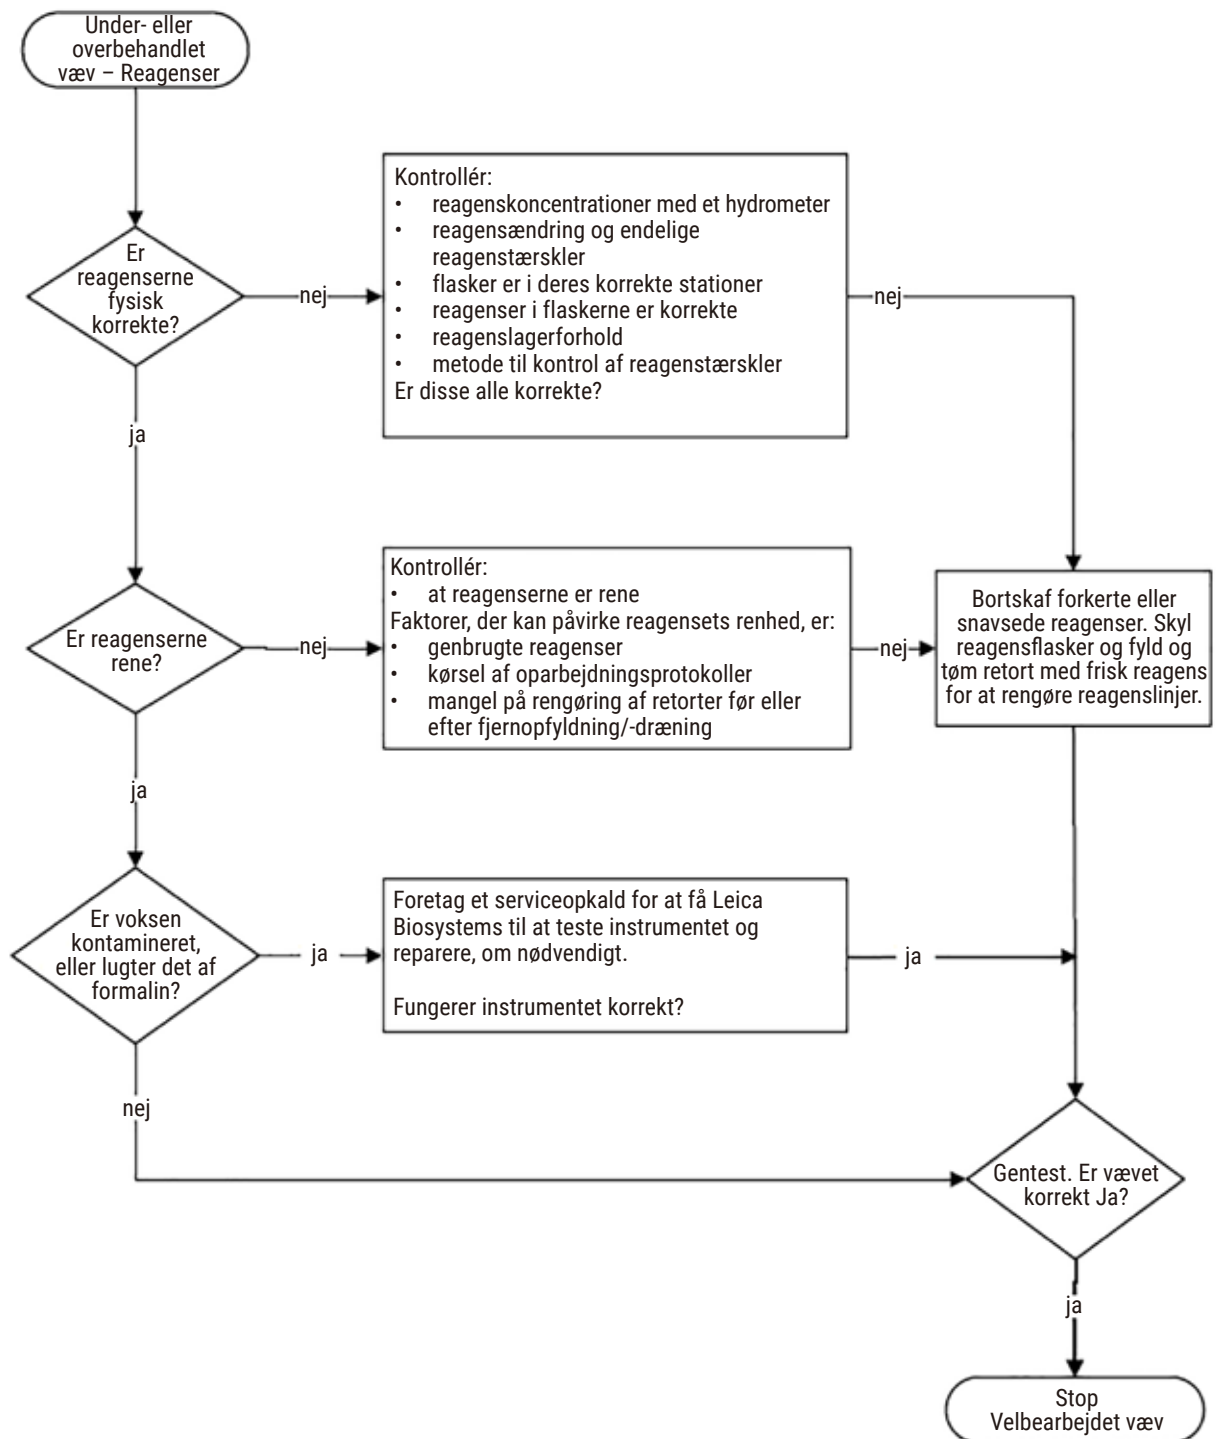 Under- eller
overbehandlet
væv – Reagenser
Er
reagenserne
fysisk
korrekte?
nej
Kontrollér:
• reagenskoncentrationer med et hydrometer
• reagensændring og endelige
reagenstærskler
• flasker er i deres korrekte stationer
• reagenser i flaskerne er korrekte
• reagenslagerforhold
• metode til kontrol af reagenstærskler
Er disse alle korrekte?
nej
ja
Er reagenserne
rene?
nej
Kontrollér:
• at reagenserne er rene
Faktorer, der kan påvirke reagensets renhed, er:
• genbrugte reagenser
• kørsel af oparbejdningsprotokoller
• mangel på rengøring af retorter før eller
efter fjernopfyldning/-dræning
nej
Bortskaf forkerte eller
snavsede reagenser. Skyl
reagensflasker og fyld og
tøm retort med frisk reagens
for at rengøre reagenslinjer.
ja
Er voksen
kontamineret,
eller lugter det af
formalin?
ja
Foretag et serviceopkald for at få Leica
Biosystems til at teste instrumentet og
reparere, om nødvendigt.
Fungerer instrumentet korrekt?
ja
nej
Gentest. Er vævet
korrekt Ja?
ja
Stop
Velbearbejdet væv